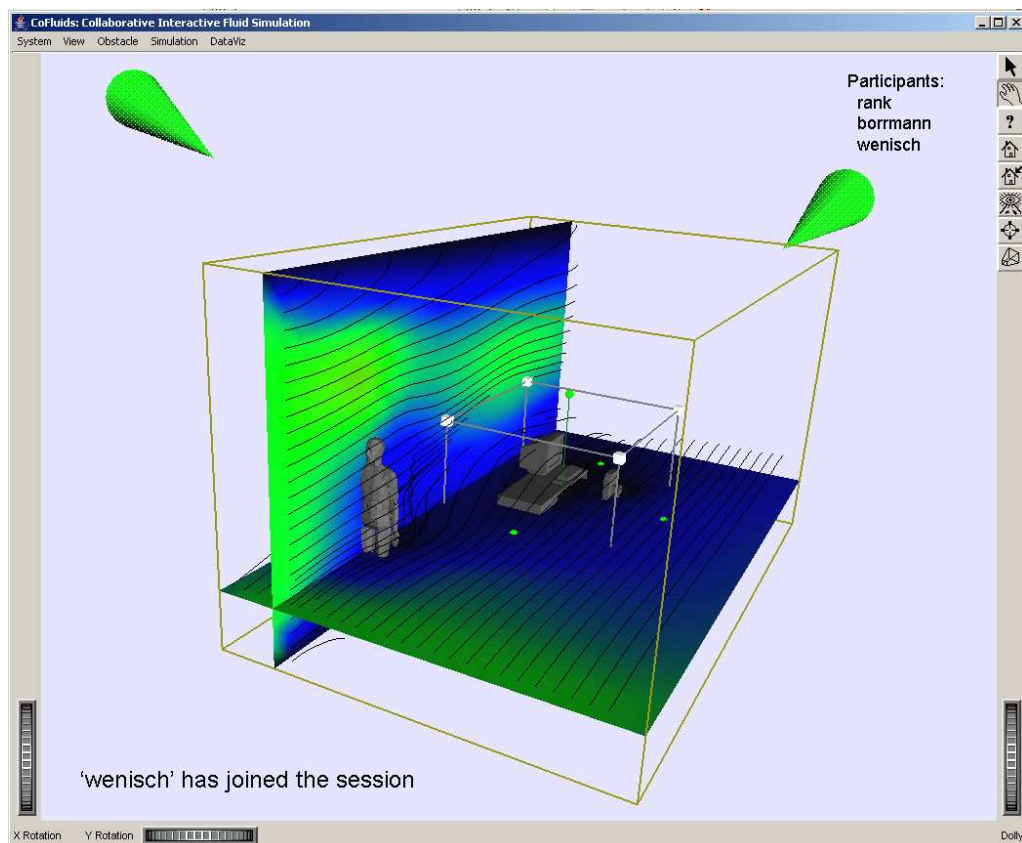 CoFluids: Collaborative Interactive Fluid Simulation
System View Obstacle Simulation DataViz
Participants:
rank
borrmann
wenisch
?
'wenisch' has joined the session
X Rotation Y Rotation Dolly